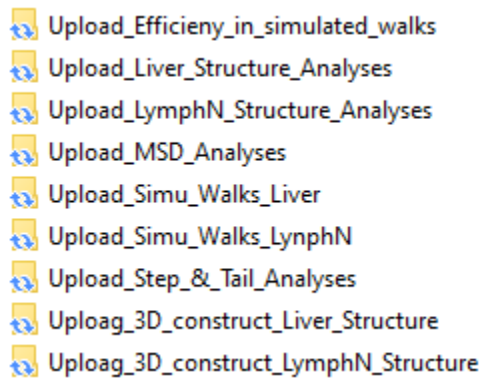 Upload_Efficieny_in_simulated_walks
Upload_Liver_Structure_Analyses
Upload_LymphN_Structure_Analyses
Upload_MSD_Analyses
Upload_Simu_Walks_Liver
Upload_Simu_Walks_LynphN
Upload_Step_&_Tail_Analyses
Uploag_3D_construct_Liver_Structure
Uploag_3D_construct_LymphN_Structure